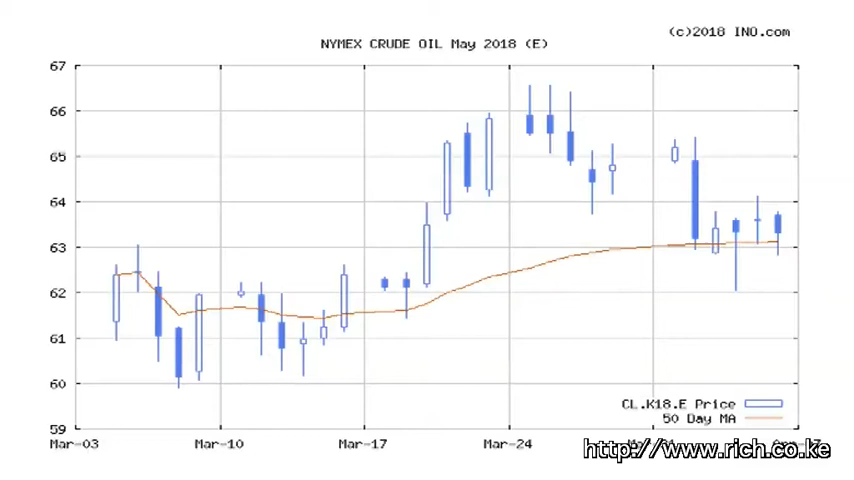 (c)2018 INO.com
NYMEX CRUDE OIL May 2018 (E)
67
66
65
64
63
62
61
60
59
CL.K18.E Price
50 Day MA
Mar-03 Mar-10 Mar-17 Mar-24
http://www.rich.co.ke